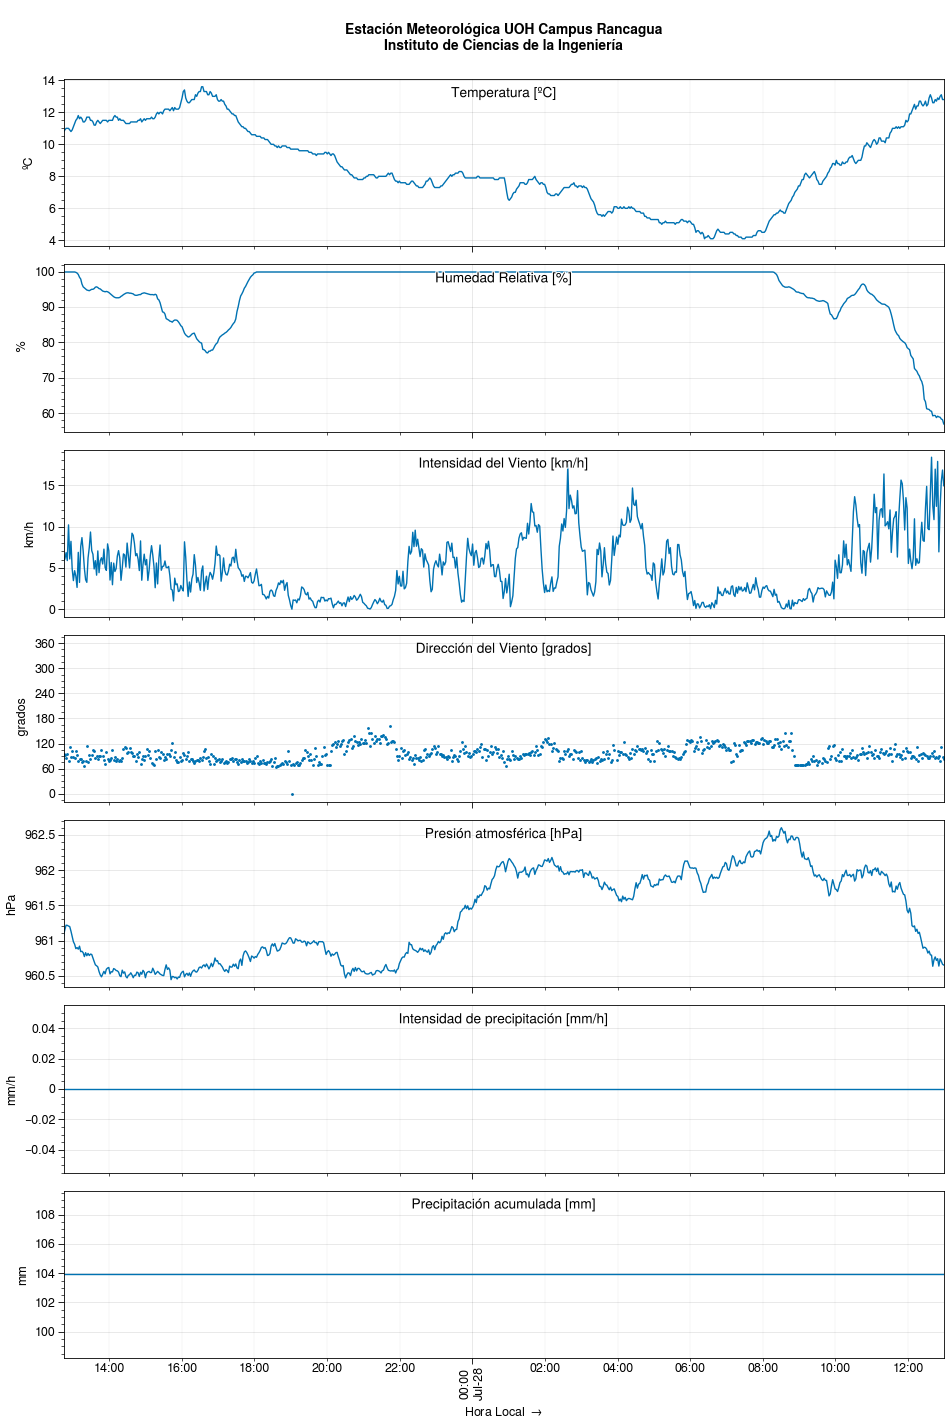 Estación Meteorológica UOH Campus Rancagua
Instituto de Ciencias de la Ingeniería
Temperatura [ºC]
ºC
14
12
10
8
6
4
Humedad Relativa [%]
%
100
90
80
70
60
Intensidad del Viento [km/h]
km/h
15
10
5
0
Dirección del Viento [grados]
grados
360
300
240
180
120
60
0
Presión atmosférica [hPa]
hPa
962.5
962
961.5
961
960.5
Intensidad de precipitación [mm/h]
mm/h
0.04
0.02
0
−0.02
−0.04
Precipitación acumulada [mm]
mm
108
106
104
102
100
14:00 16:00 18:00 20:00 22:00 00:00 02:00 04:00 06:00 08:00 10:00 12:00
Jul-28
Hora Local →